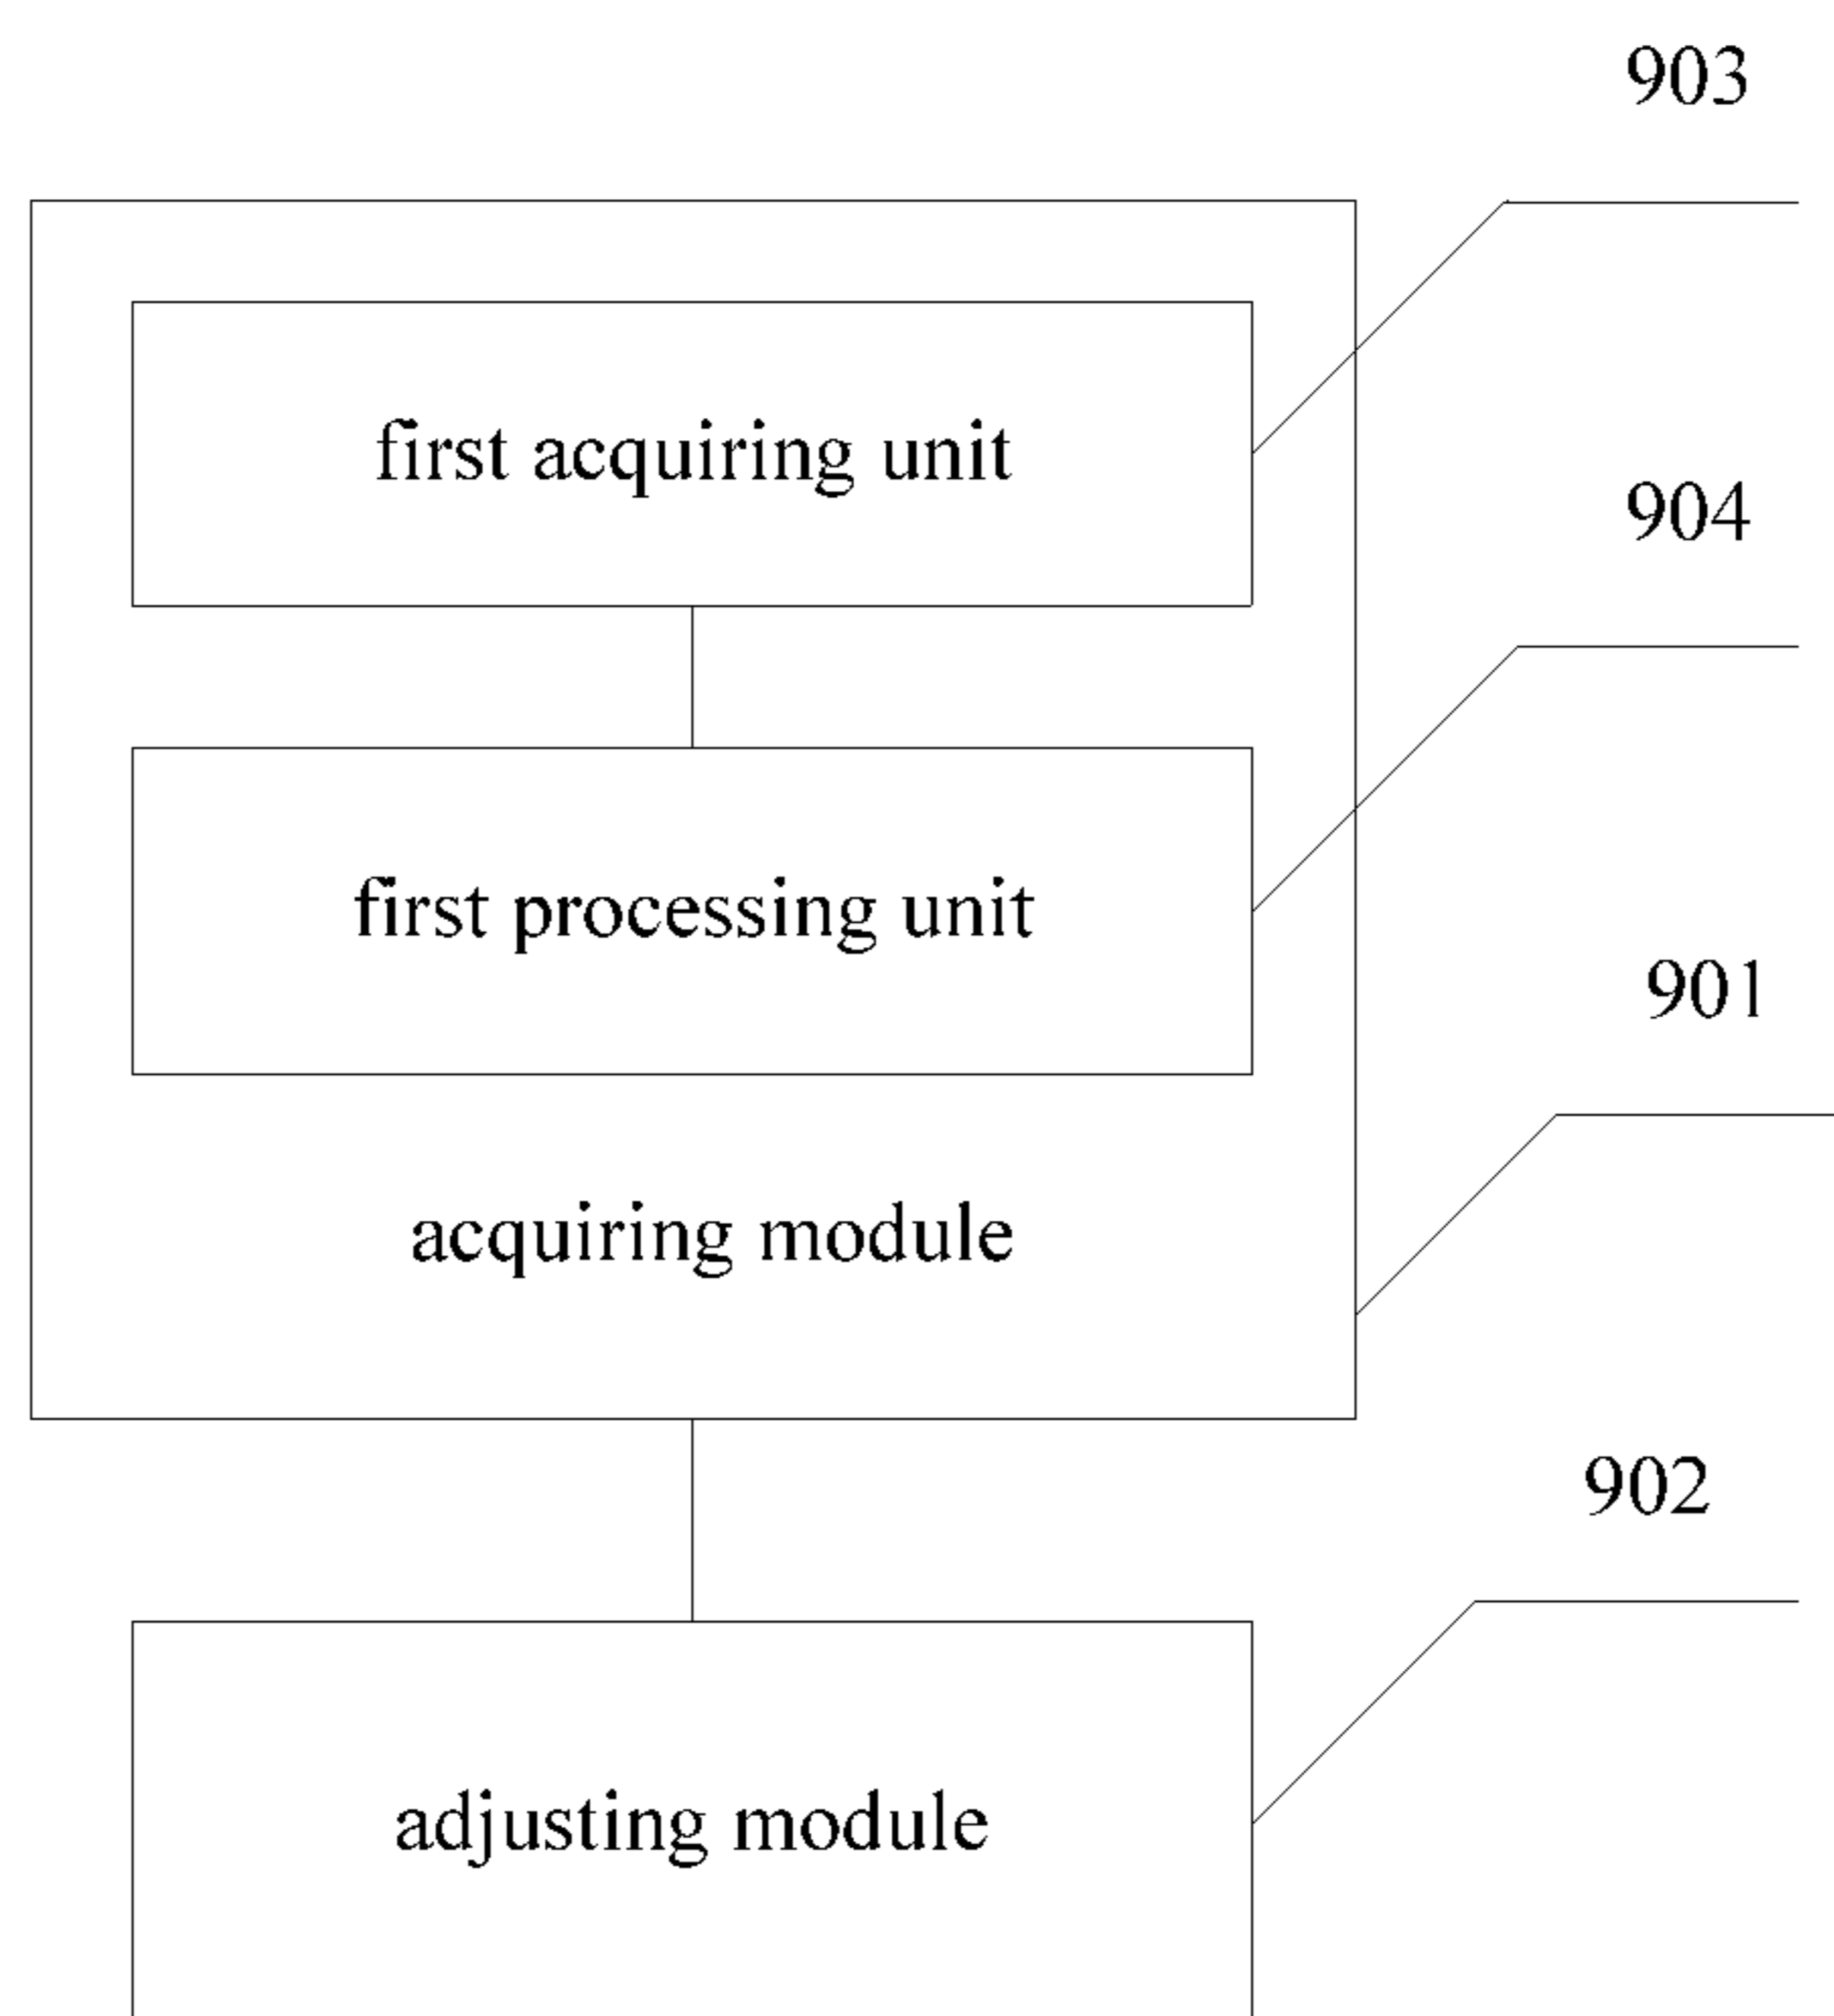 903
first acquiring unit
904
first processing unit
901
acquiring module
902
adjusting module